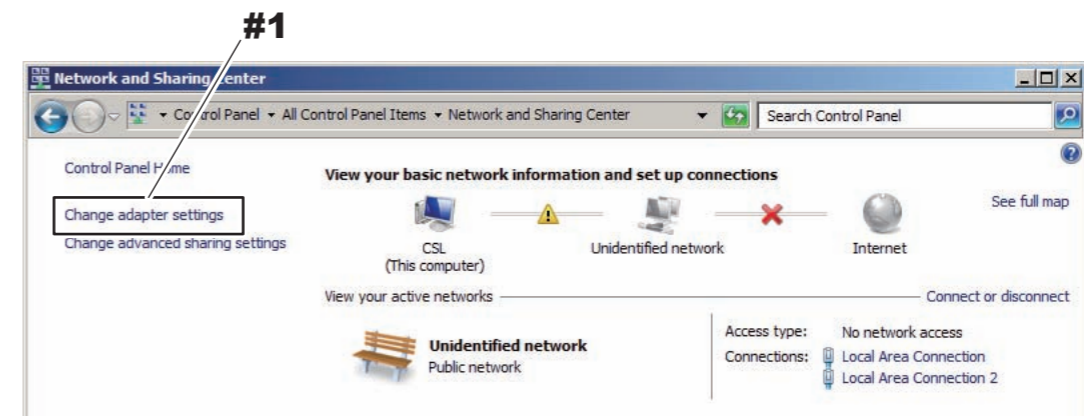 #1
Network and Sharing Center
Control Panel All Control Panel Items Network and Sharing Center Search Control Panel
Control Panel Home
View your basic network information and set up connections
See full map
Change adapter settings
Change advanced sharing settings
CSL
(This computer)
Unidentified network
Internet
View your active networks
Connect or disconnect
Unidentified network
Public network
Access type: No network access
Connections: Local Area Connection
Local Area Connection 2